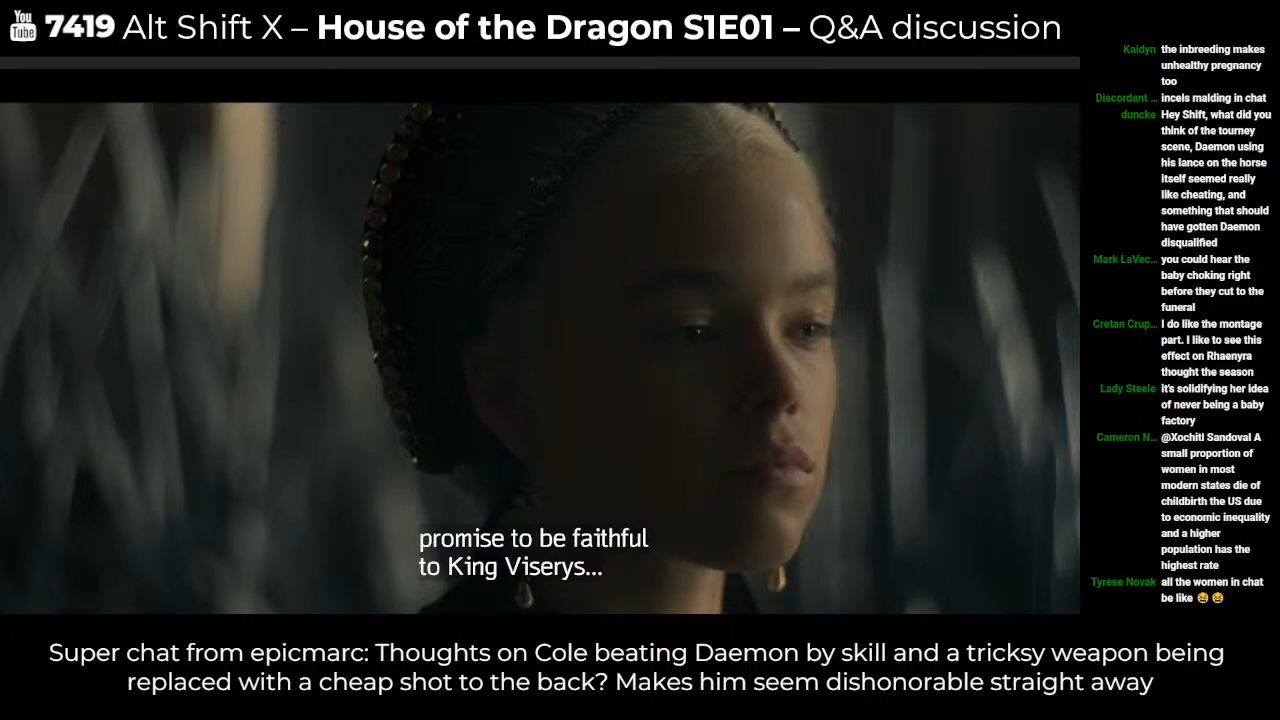 You Tube 7419 Alt Shift X – House of the Dragon S1E01 – Q&A discussion
Kaidyn the inbreeding makes
unhealthy pregnancy
too
Discordant ... incels malding in chat
duncke Hey Shift, what did you
think of the tourney
scene, Daemon using
his lance on the horse
itself seemed really
like cheating, and
something that should
have gotten Daemon
disqualified
Mark LaVec... you could hear the
baby choking right
before they cut to the
funeral
Cretan Crup... I do like the montage
part. I like to see this
effect on Rhaenyra
thought the season
Lady Steele it's solidifying her idea
of never being a baby
factory
Cameron N... @Xochitl Sandoval A
small proportion of
women in most
modern states die of
childbirth the US due
to economic inequality
and a higher
population has the
highest rate
Tyrese Novak all the women in chat
be like 😆😆
promise to be faithful
to King Viserys...
Super chat from epicmarc: Thoughts on Cole beating Daemon by skill and a tricksy weapon being
replaced with a cheap shot to the back? Makes him seem dishonorable straight away